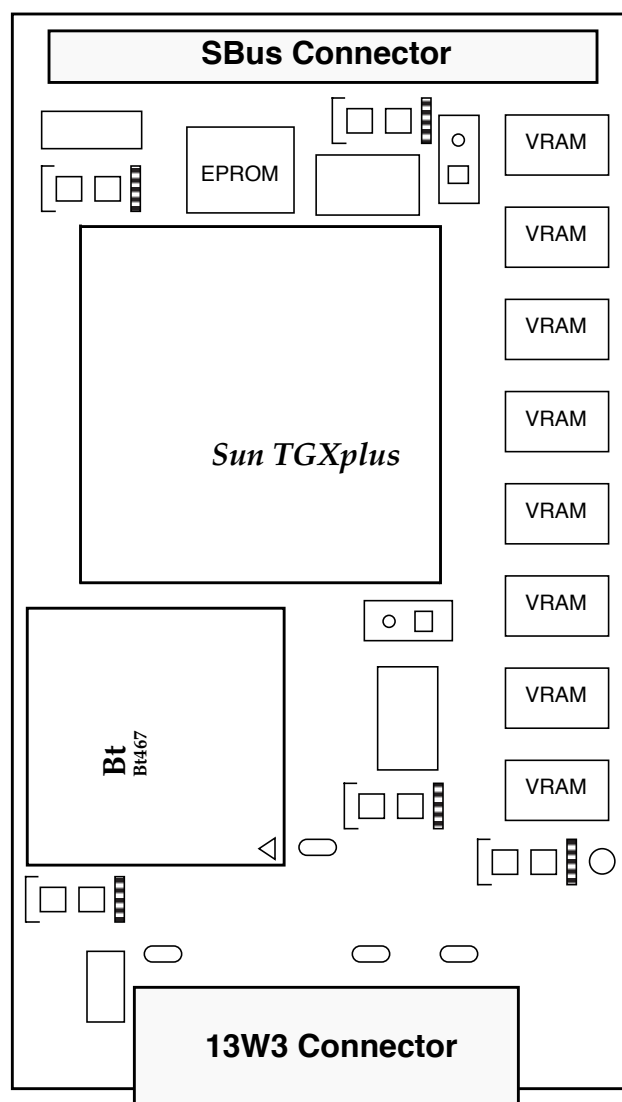 SBus Connector
EPROM
VRAM
VRAM
VRAM
VRAM
Sun TGXplus
VRAM
VRAM
VRAM
Bt
Bt467
VRAM
13W3 Connector